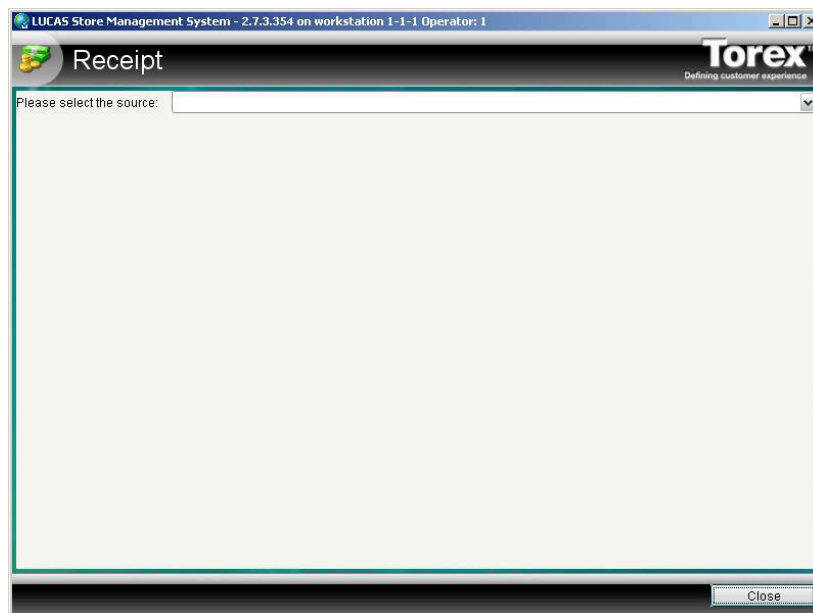 LUCAS Store Management System - 2.7.3.354 on workstation 1-1-1 Operator: 1
Receipt
Torex™
Defining customer experience
Please select the source:
Close